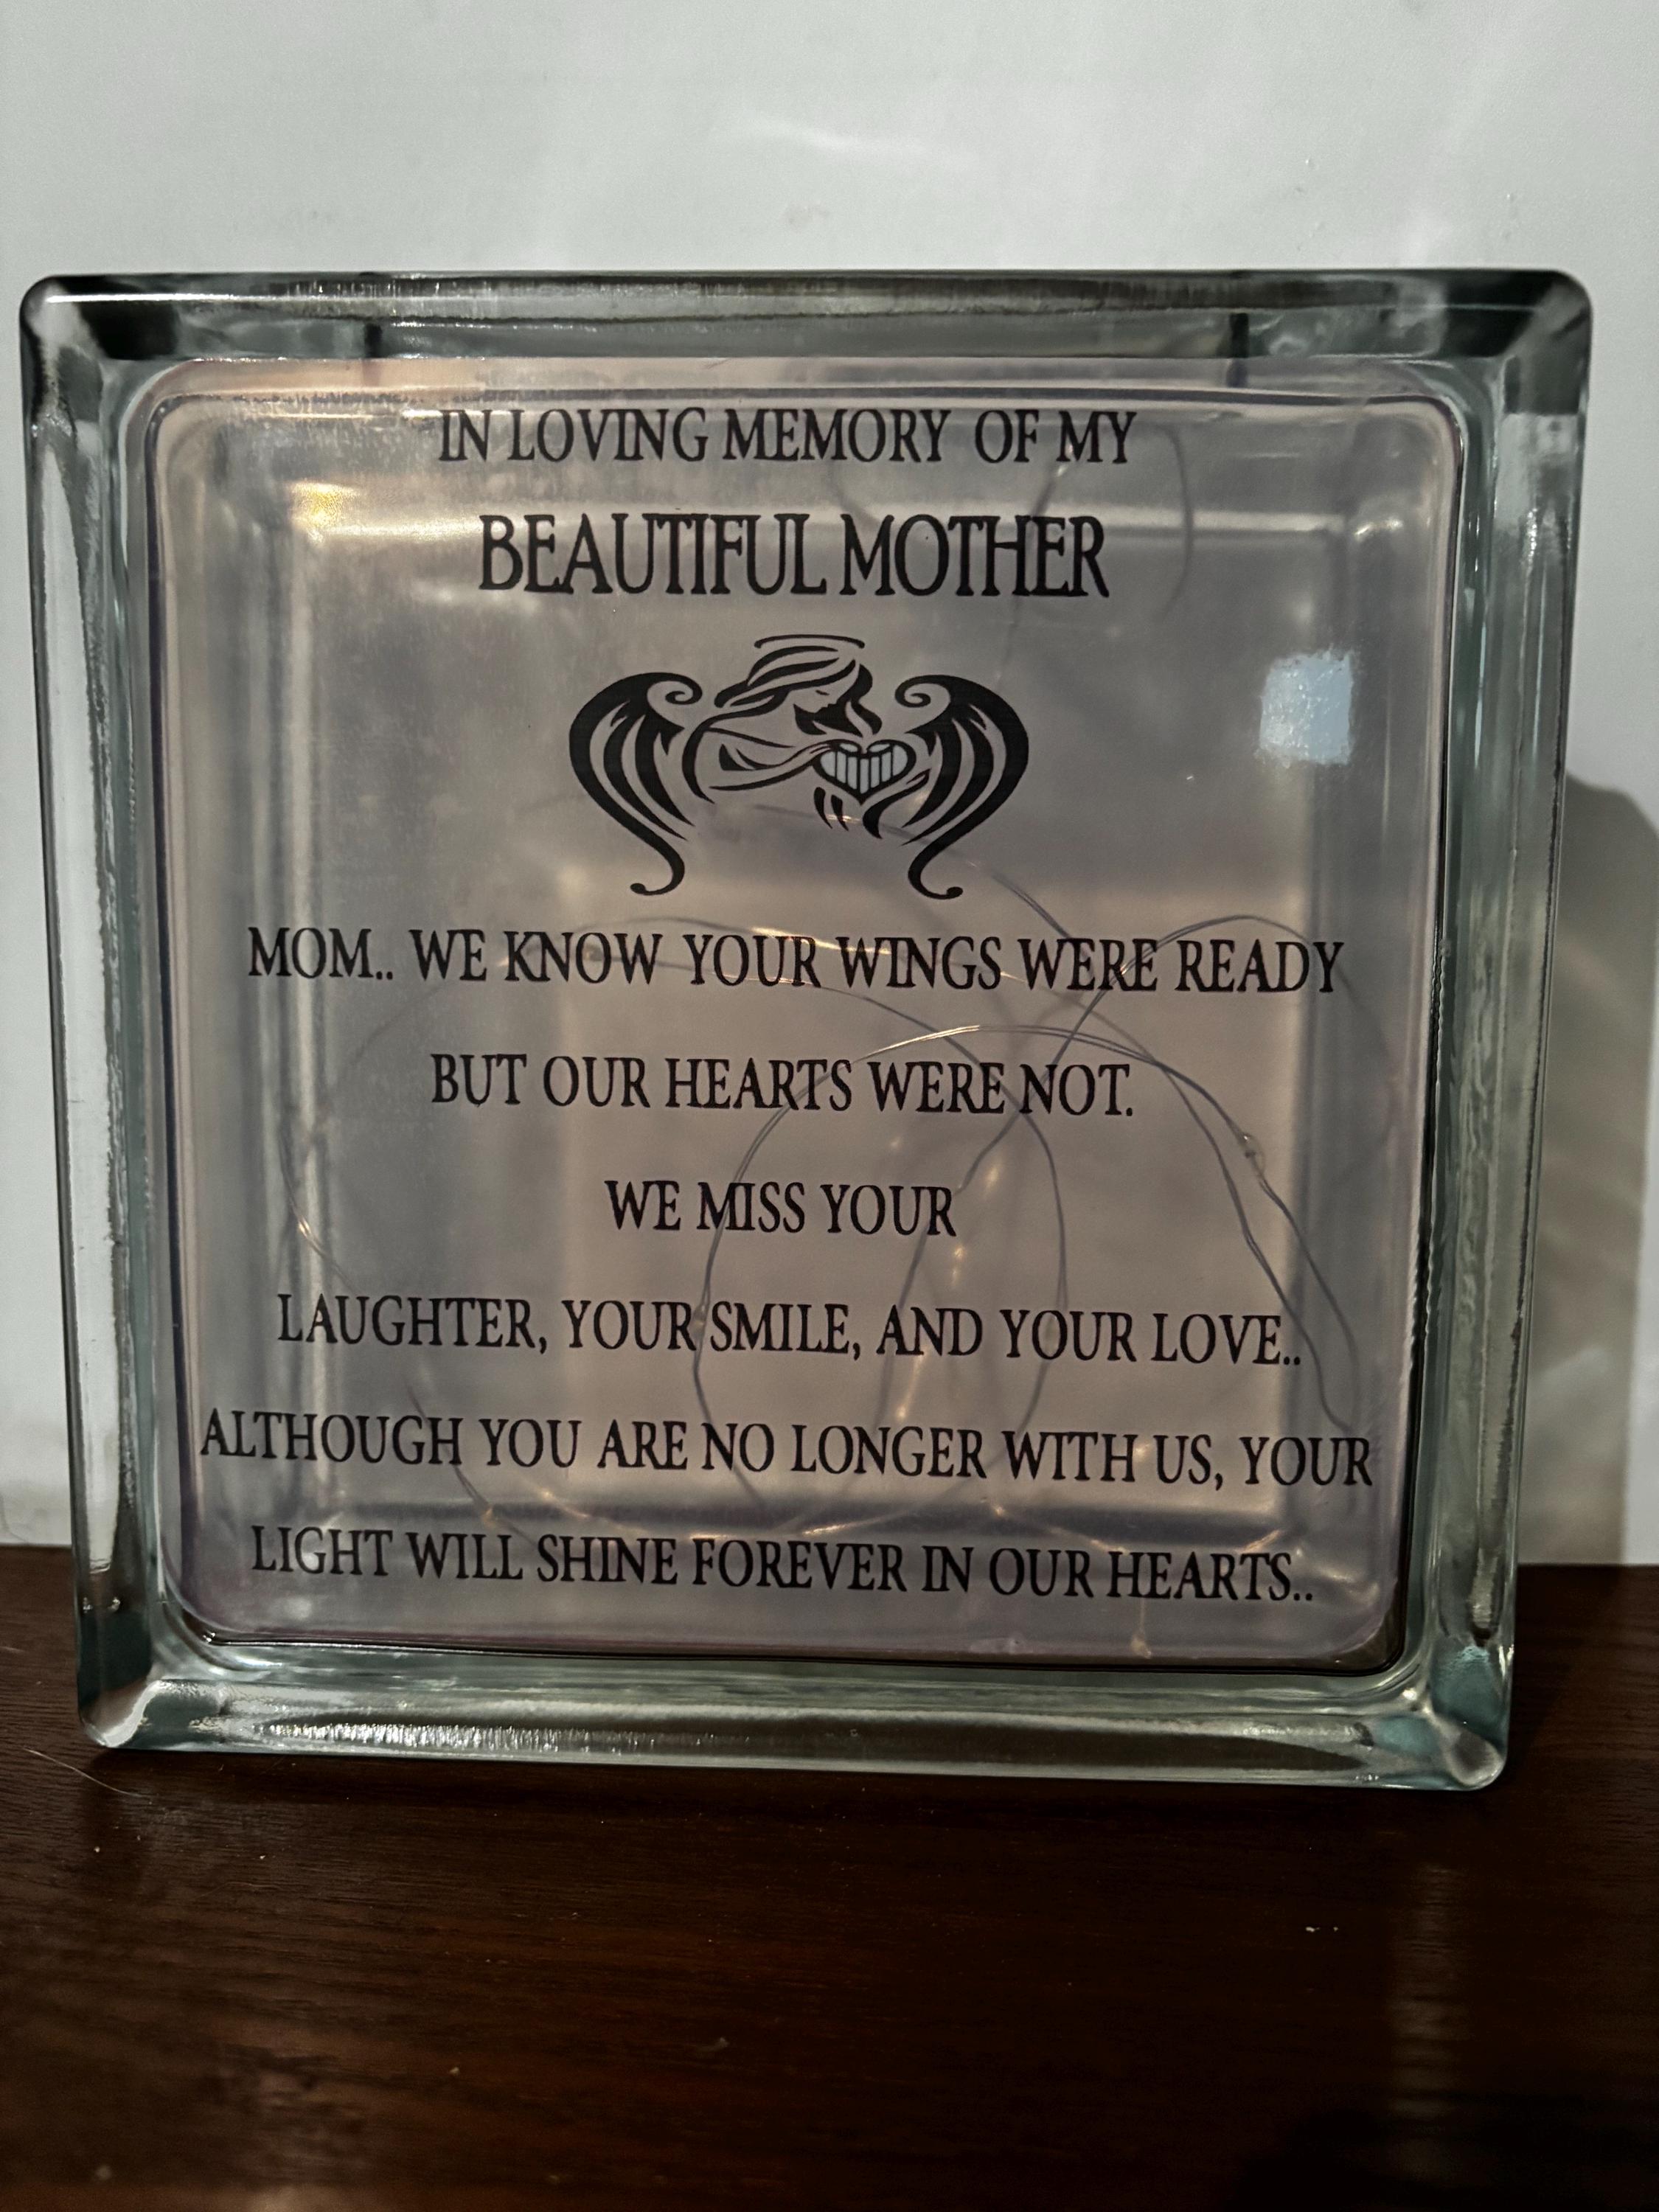 IN LOVING MEMORY OF MY
BEAUTIFUL MOTHER
MOM.. WE KNOW YOUR WINGS WERE READY
BUT OUR HEARTS WERE NOT.
WE MISS YOUR
LAUGHTER, YOUR SMILE, AND YOUR LOVE..
ALTHOUGH YOU ARE NO LONGER WITH US, YOUR
LIGHT WILL SHINE FOREVER IN OUR HEARTS..